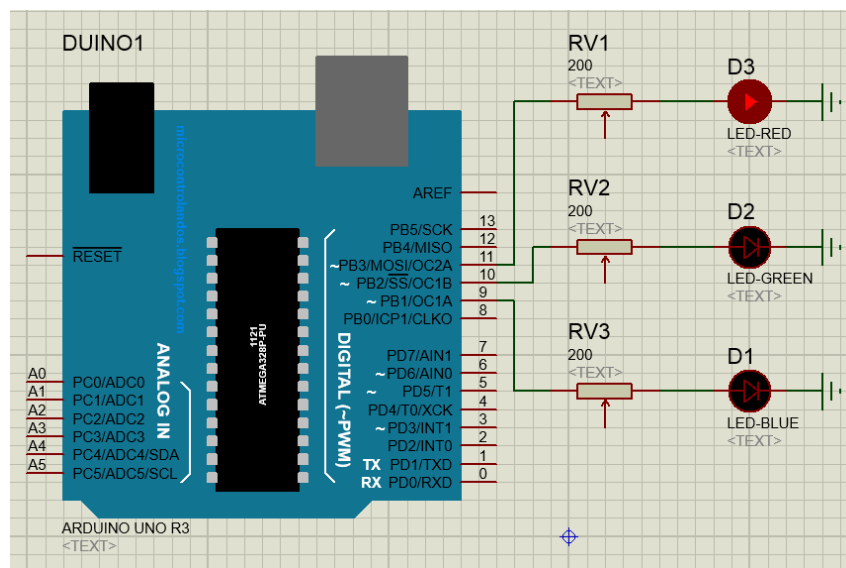 DUINO1
microcontrolandos.blogspot.com
RESET
AREF
PB5/SCK 13
PB4/MISO 12
~PB3/MOSI/OC2A 11
~ PB2/SS/OC1B 10
~ PB1/OC1A 9
PB0/ICP1/CLKO 8
PD7/AIN1 7
~PD6/AIN0 6
~ PD5/T1 5
PD4/T0/XCK 4
~PD3/INT1 3
PD2/INT0 2
TX PD1/TXD 1
RX PD0/RXD 0
DIGITAL (~PWM)
1121
ATMEGA328P-PU
ANALOG IN
A0 PC0/ADC0
A1 PC1/ADC1
A2 PC2/ADC2
A3 PC3/ADC3
A4 PC4/ADC4/SDA
A5 PC5/ADC5/SCL
ARDUINO UNO R3
<TEXT>
RV1
200
<TEXT>
D3
LED-RED
<TEXT>
RV2
200
<TEXT>
D2
LED-GREEN
<TEXT>
RV3
200
<TEXT>
D1
LED-BLUE
<TEXT>